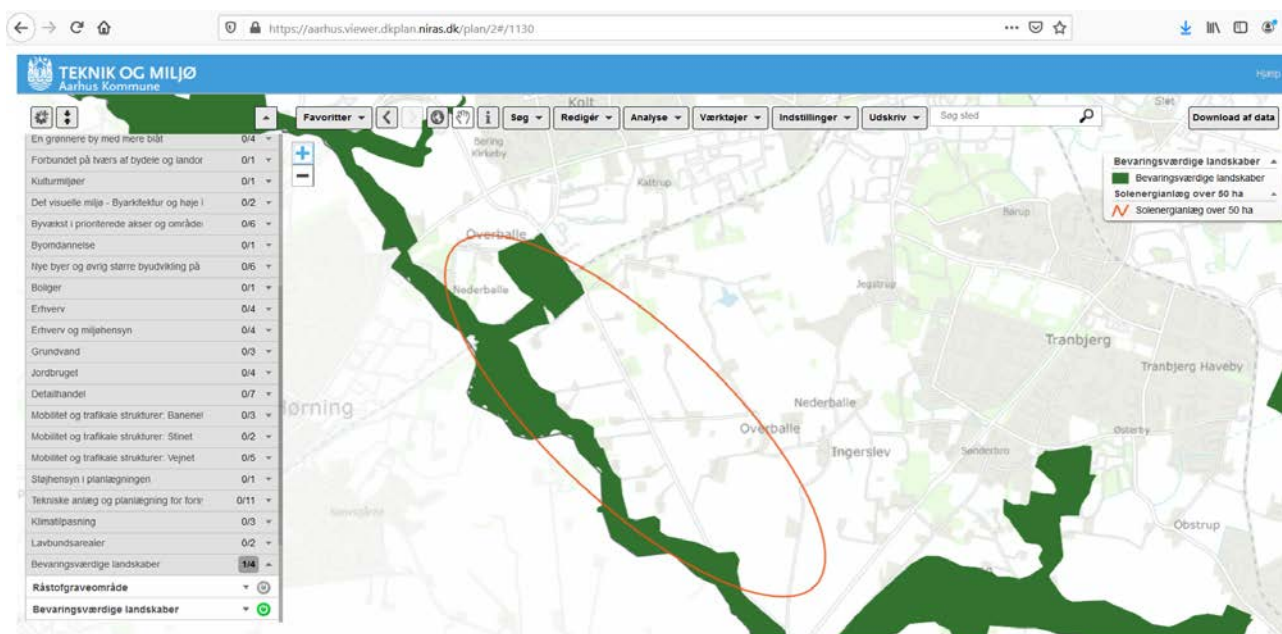 https://aarhus.viewer.dkplan.niras.dk/plan/2#/1130
TEKNIK OG MILJØ
Aarhus Kommune
Hjælp
Favoritter
Søg
Redigér
Analyse
Værktøjer
Indstillinger
Udskriv
Søg sted
Download af data
En grønnere by med mere blåt 0/4
Forbundet på tværs af bydele og landor 0/1
Kulturmiljøer 0/1
Det visuelle miljø - Byarkitektur og høje 0/2
Byvækst i prioriterede akser og områder 0/6
Byomdannelse 0/1
Nye byer og øvrig større byudvikling på 0/6
Boliger 0/1
Erhverv 0/4
Erhverv og miljøhensyn 0/4
Grundvand 0/3
Jordbruget 0/4
Detailhandel 0/7
Mobilitet og trafikale strukturer: Banenet 0/3
Mobilitet og trafikale strukturer: Stinet 0/2
Mobilitet og trafikale strukturer: Vejnet 0/5
Støjhensyn i planlægningen 0/1
Tekniske anlæg og planlægning for 0/11
Klimatilpasning 0/3
Lavbundsarealer 0/2
Bevaringsværdige landskaber 1/4
Råstofgraveområde
Bevaringsværdige landskaber
Bevaringsværdige landskaber
Bevaringsværdige landskaber
Solenergianlæg over 50 ha
Solenergianlæg over 50 ha
Kolt
Stet
Bering
Kirkeby
Kattrup
Børup
Overballe
Nederballe
Jegstrup
Tranbjerg
Tranbjerg Haveby
Hørning
Nederballe
Overballe
Ingerslev
Sønderbro
Østerby
Obstrup